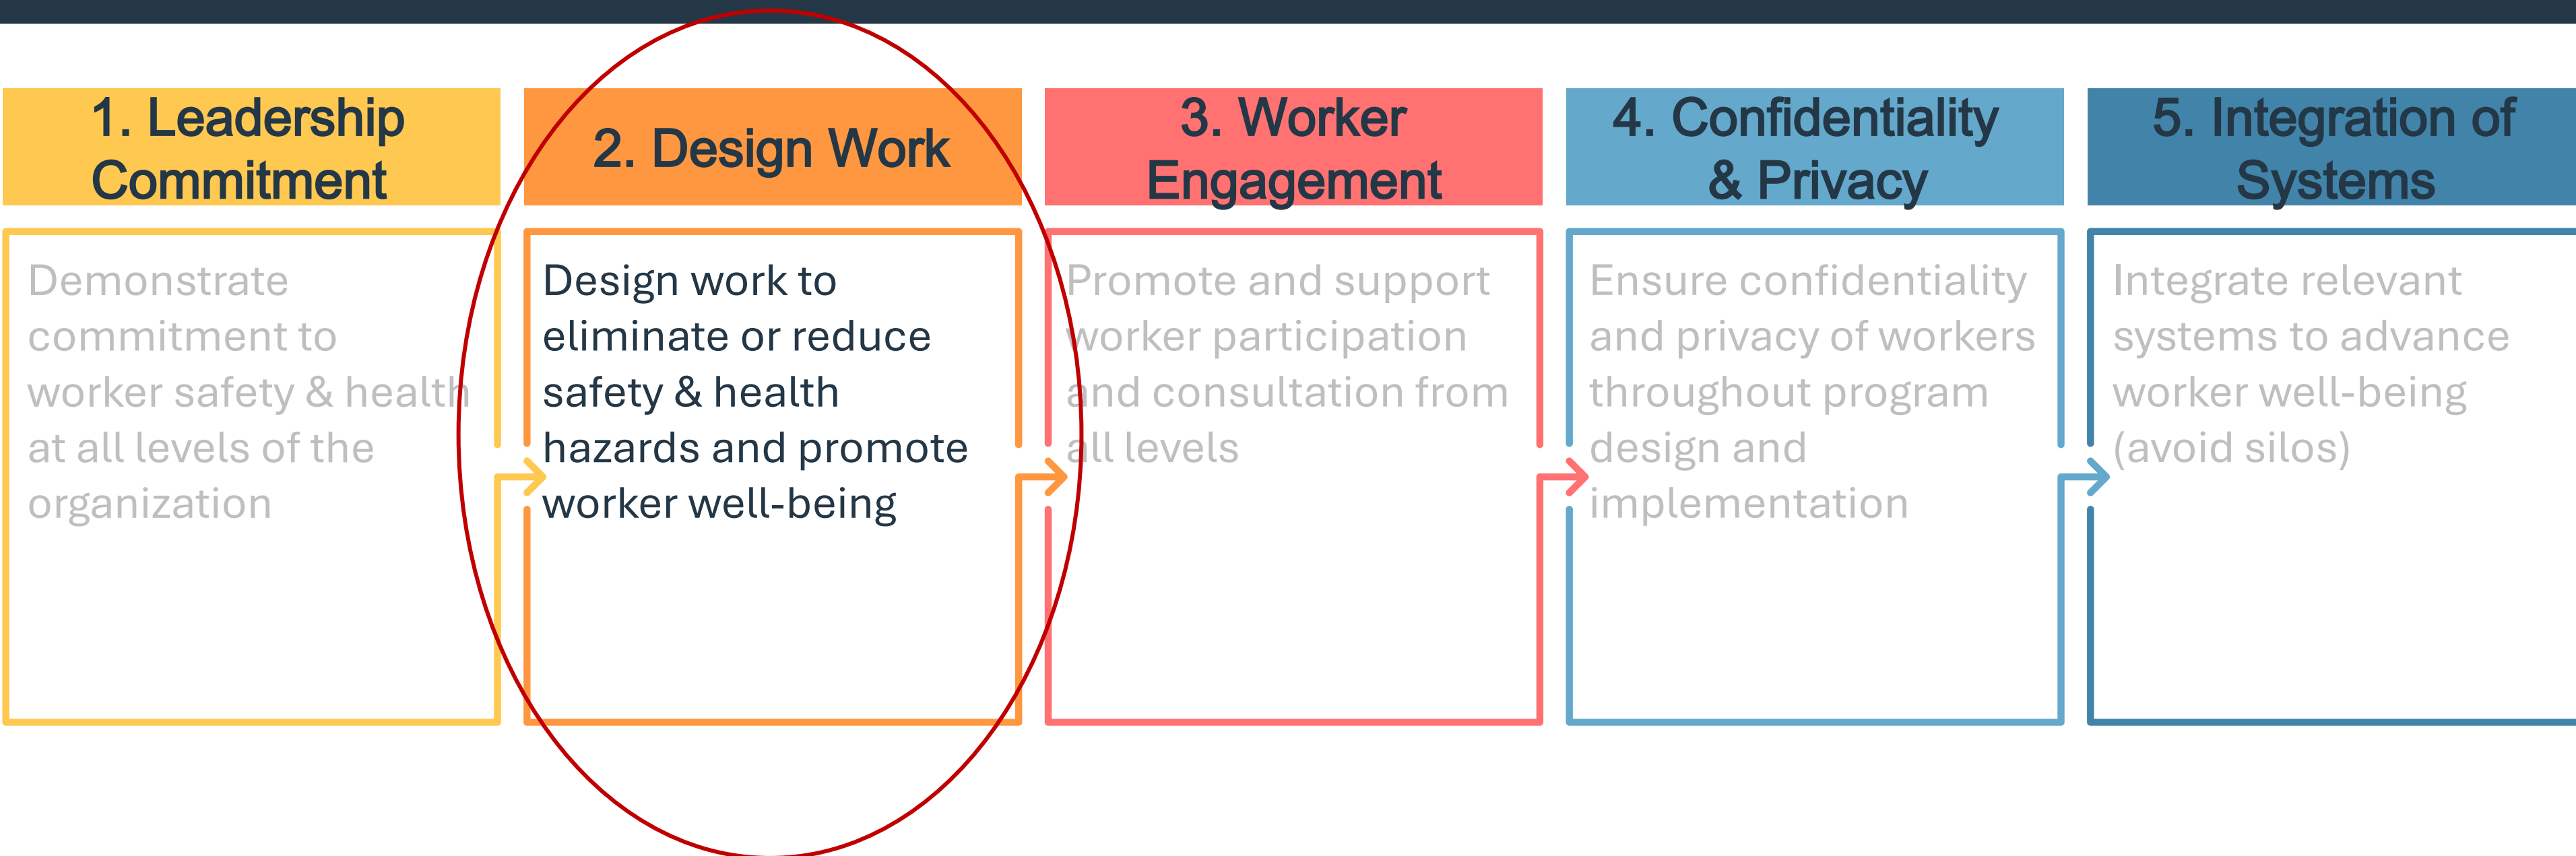 1. Leadership
Commitment
Demonstrate
commitment to
worker safety & health
at all levels of the
organization
2. Design Work
Design work to
eliminate or reduce
safety & health
hazards and promote
worker well-being
3. Worker
Engagement
Promote and support
worker participation
and consultation from
all levels
4. Confidentiality
& Privacy
Ensure confidentiality
and privacy of workers
throughout program
design and
implementation
5. Integration of
Systems
Integrate relevant
systems to advance
worker well-being
(avoid silos)